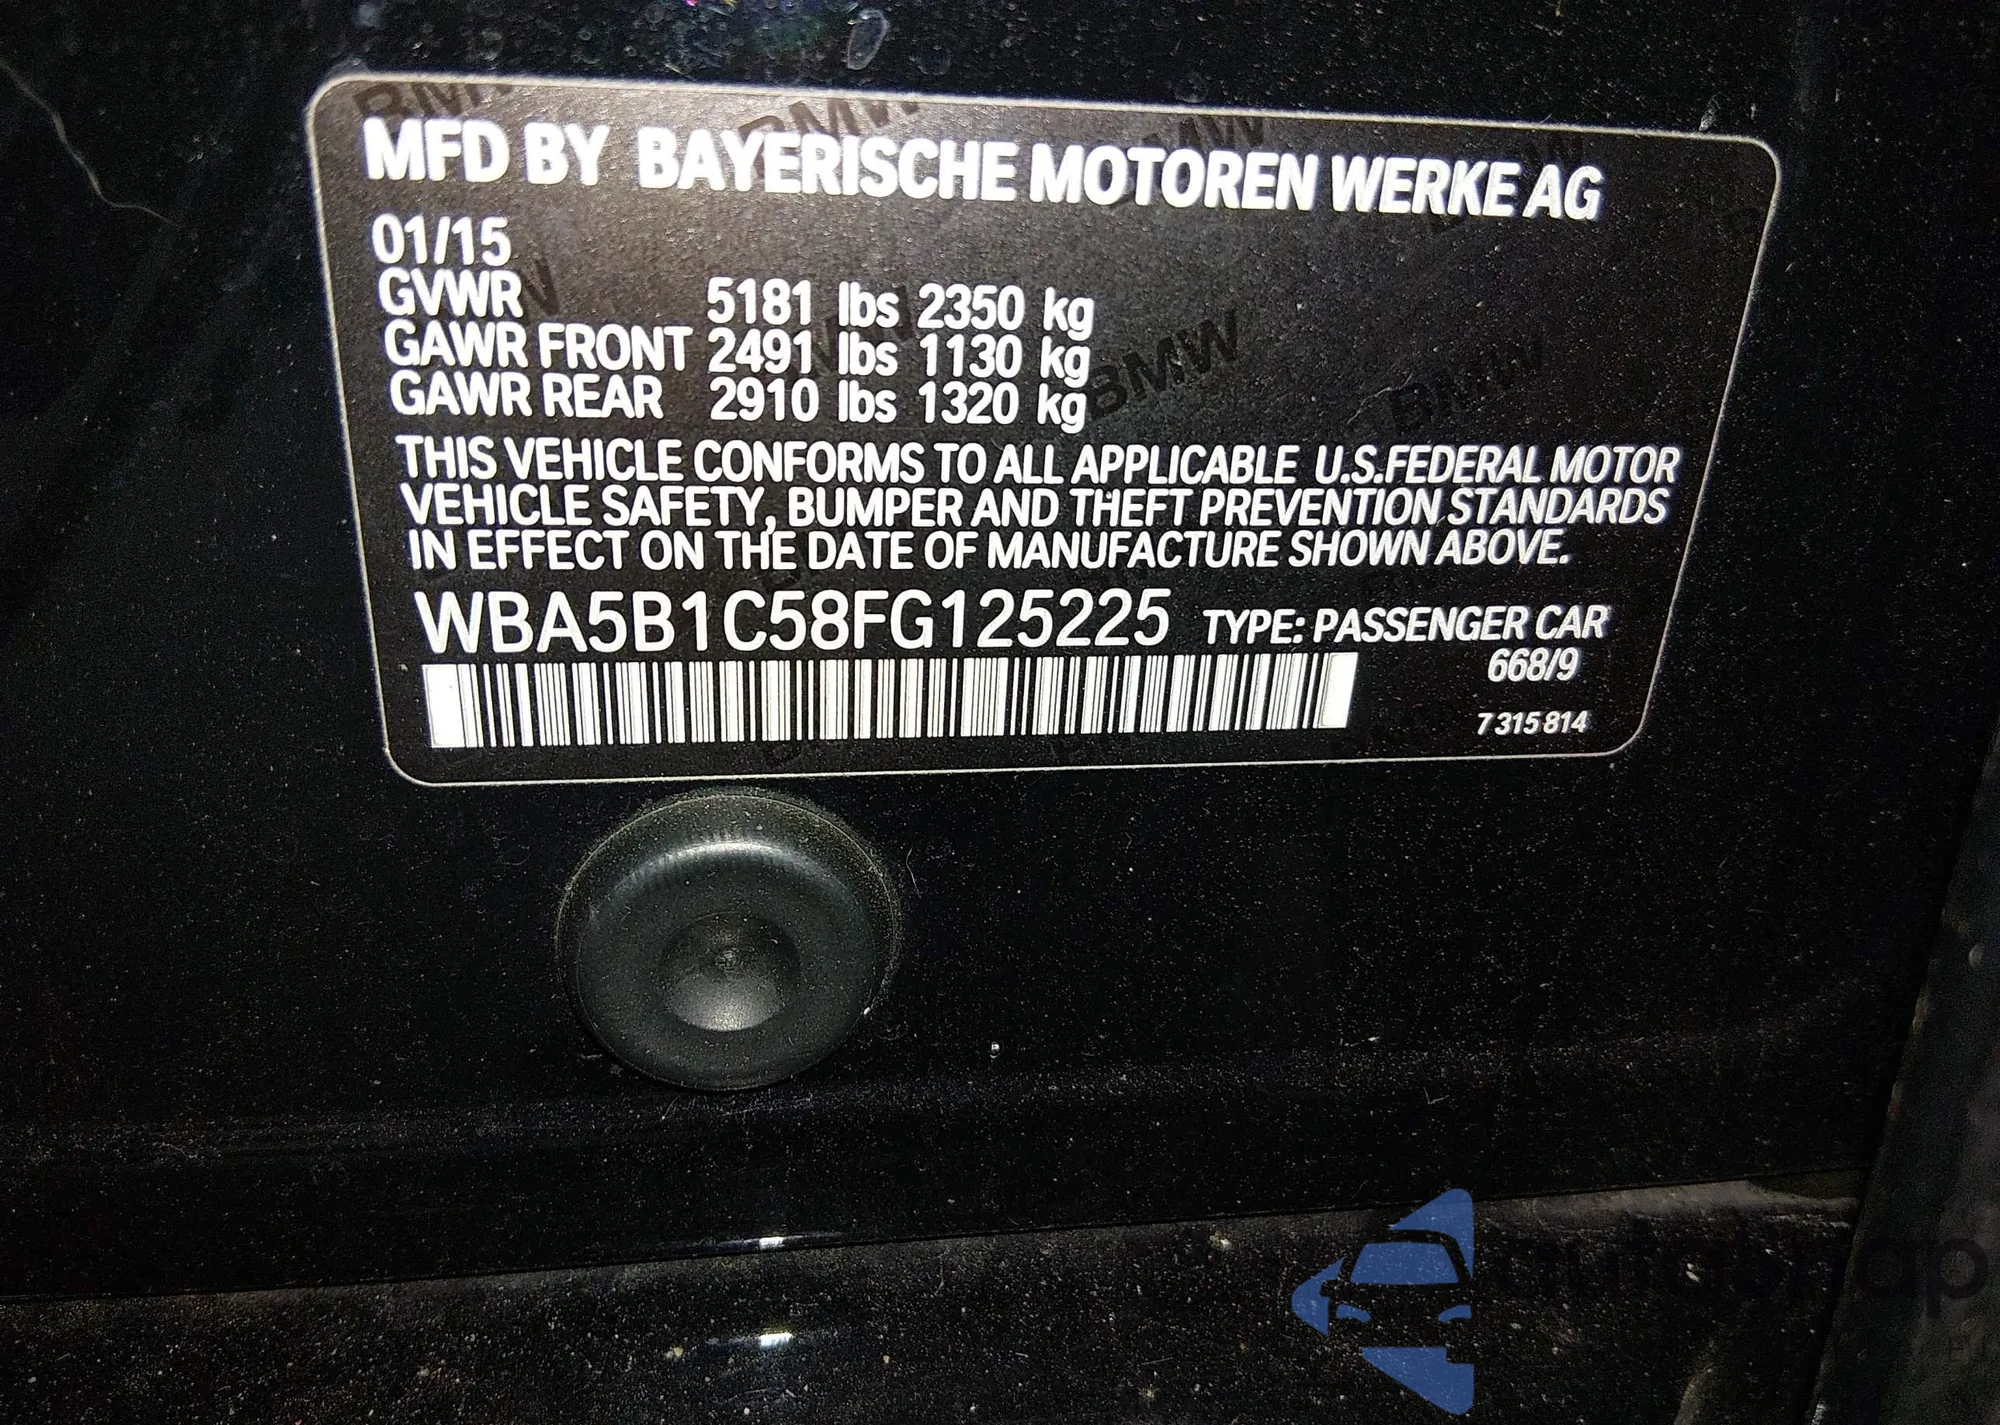 MFD BY BAYERISCHE MOTOREN WERKE AG
01/15
GVWR 5181 lbs 2350 kg
GAWR FRONT 2491 lbs 1130 kg
GAWR REAR 2910 lbs 1320 kg
THIS VEHICLE CONFORMS TO ALL APPLICABLE U.S.FEDERAL MOTOR
VEHICLE SAFETY, BUMPER AND THEFT PREVENTION STANDARDS
IN EFFECT ON THE DATE OF MANUFACTURE SHOWN ABOVE.
WBA5B1C58FG125225 TYPE: PASSENGER CAR
668/9
7 315 814